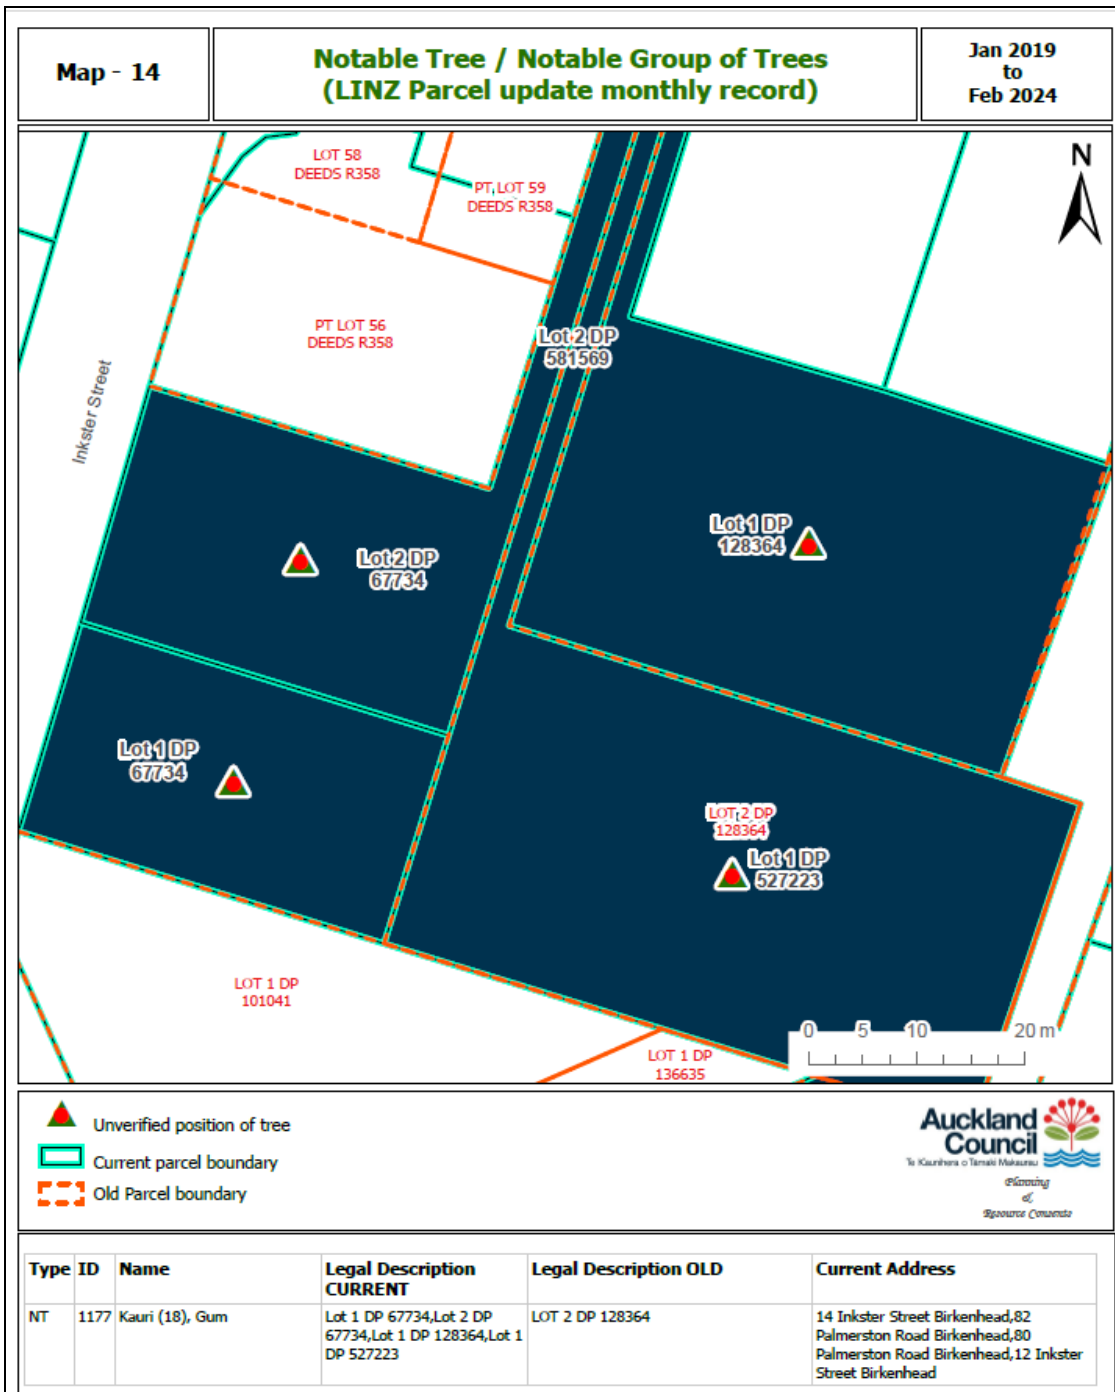 Map - 14
Notable Tree / Notable Group of Trees
(LINZ Parcel update monthly record)
Jan 2019
to
Feb 2024
N
LOT 58
DEEDS R358
PT LOT 59
DEEDS R358
PT LOT 56
DEEDS R358
Lot 2 DP
581569
Inkster Street
Lot 1 DP
128364
Lot 2 DP
67734
Lot 1 DP
67734
LOT 2 DP
128364
Lot 1 DP
527223
LOT 1 DP
101041
LOT 1 DP
136635
0 5 10 20 m
Unverified position of tree
Current parcel boundary
Old Parcel boundary
Auckland
Council
Te Kaunihera o Tāmaki Makaurau
Planning
&
Resource Consents
Type ID Name Legal Description CURRENT Legal Description OLD Current Address
NT 1177 Kauri (18), Gum
Lot 1 DP 67734,Lot 2 DP
67734,Lot 1 DP 128364,Lot 1
DP 527223
LOT 2 DP 128364
14 Inkster Street Birkenhead,82
Palmerston Road Birkenhead,80
Palmerston Road Birkenhead,12 Inkster
Street Birkenhead